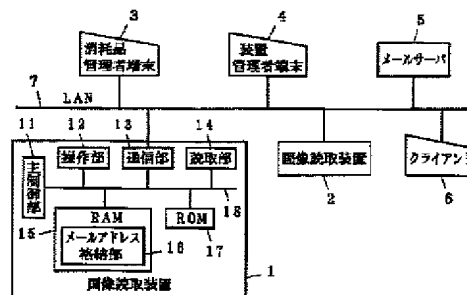 3
4
5
消耗品
管理者端末
装置
管理者端末
メールサーバ
7
LAN
11
12
13
14
操作部
通信部
読取部
主制御部
画像読取装置
2
クライアント
6
18
15
RAM
メールアドレス
格納部
16
ROM
17
1
画像読取装置